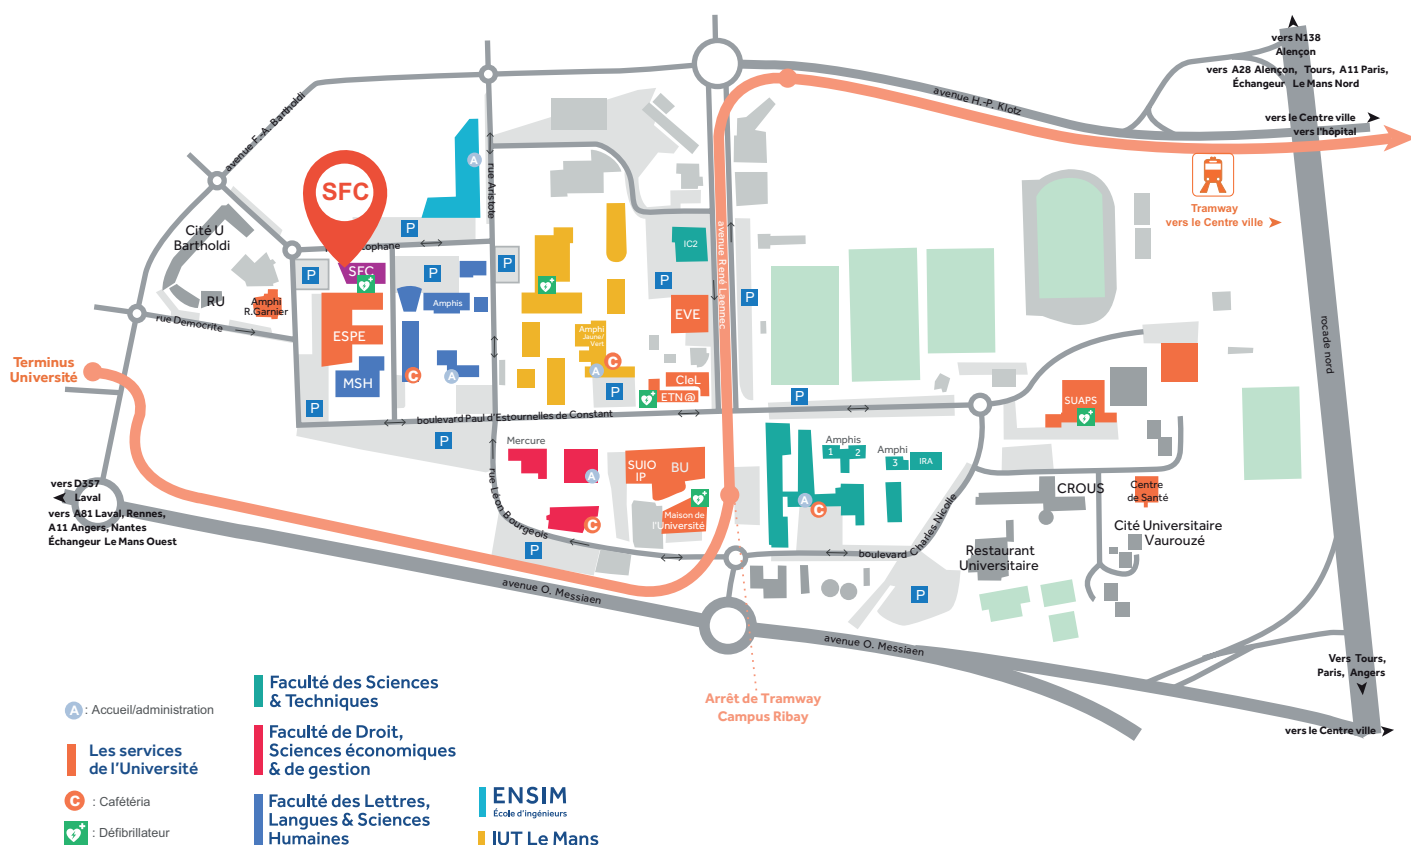 vers N138
Alençon
vers A28 Alençon, Tours, A11 Paris,
Échangeur Le Mans Nord
avenue H.-P. Klotz
vers le Centre ville
vers l'hôpital
avenue F.-A. Bartholdi
A
rue Aristote
SFC
Tramway
vers le Centre ville
Cité U
Bartholdi
P
ophane
avenue René Laennec
IC2
SFC
P
P
P
P
P
RU
Amphi
R.Garnier
Amphis
EVE
rue Démocrite
ESPE
Amphi
Jaune/
Vert
rocade nord
Terminus
Université
MSH
C
A
C
A
CleL
P
ETN@
P
SUAPS
P
boulevard Paul d'Estournelles de Constant
P
Mercure
Amphis
1
2
Amphi
3
IRA
SUIO
IP
BU
A
vers D357
Laval
vers A81 Laval, Rennes,
A11 Angers, Nantes
Échangeur Le Mans Ouest
rue Léon Bourgeois
Maison de
l'Université
A
C
C
CROUS
Centre
de Santé
Cité Universitaire
Vaurouzé
P
boulevard Charles Nicolle
Restaurant
Universitaire
avenue O. Messiaen
P
avenue O. Messiaen
Vers Tours,
Paris, Angers
Arrêt de Tramway
Campus Ribay
vers le Centre ville
A : Accueil/administration
Les services
de l'Université
C : Cafétéria
: Défibrillateur
Faculté des Sciences
& Techniques
Faculté de Droit,
Sciences économiques
& de gestion
Faculté des Lettres,
Langues & Sciences
Humaines
ENSIM
École d'ingénieurs
IUT Le Mans